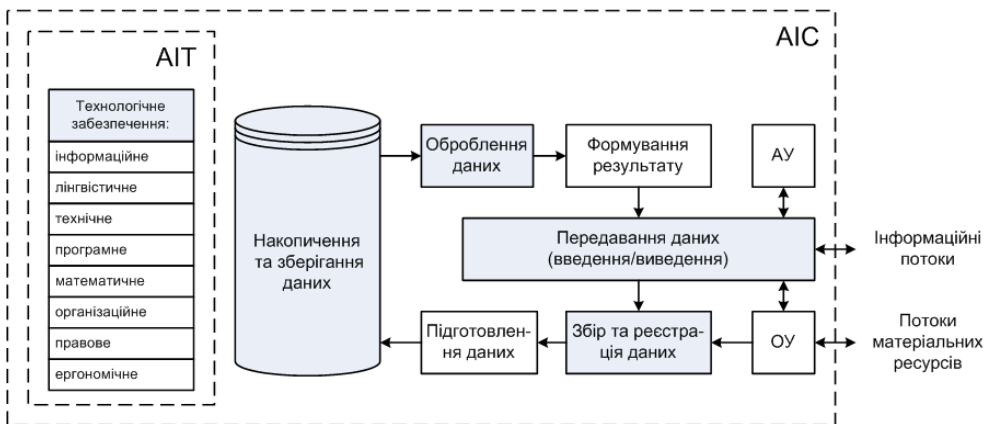 АІС
АІТ
Технологічне
забезпечення:
інформаційне
лінгвістичне
технічне
програмне
математичне
організаційне
правове
ергономічне
Накопичення
та зберігання
даних
Оброблення
даних
Формування
результату
АУ
Передавання даних
(введення/виведення)
Інформаційні
потоки
Підготовлен-
ня даних
Збір та реєстра-
ція даних
ОУ
Потоки
матеріальних
ресурсів